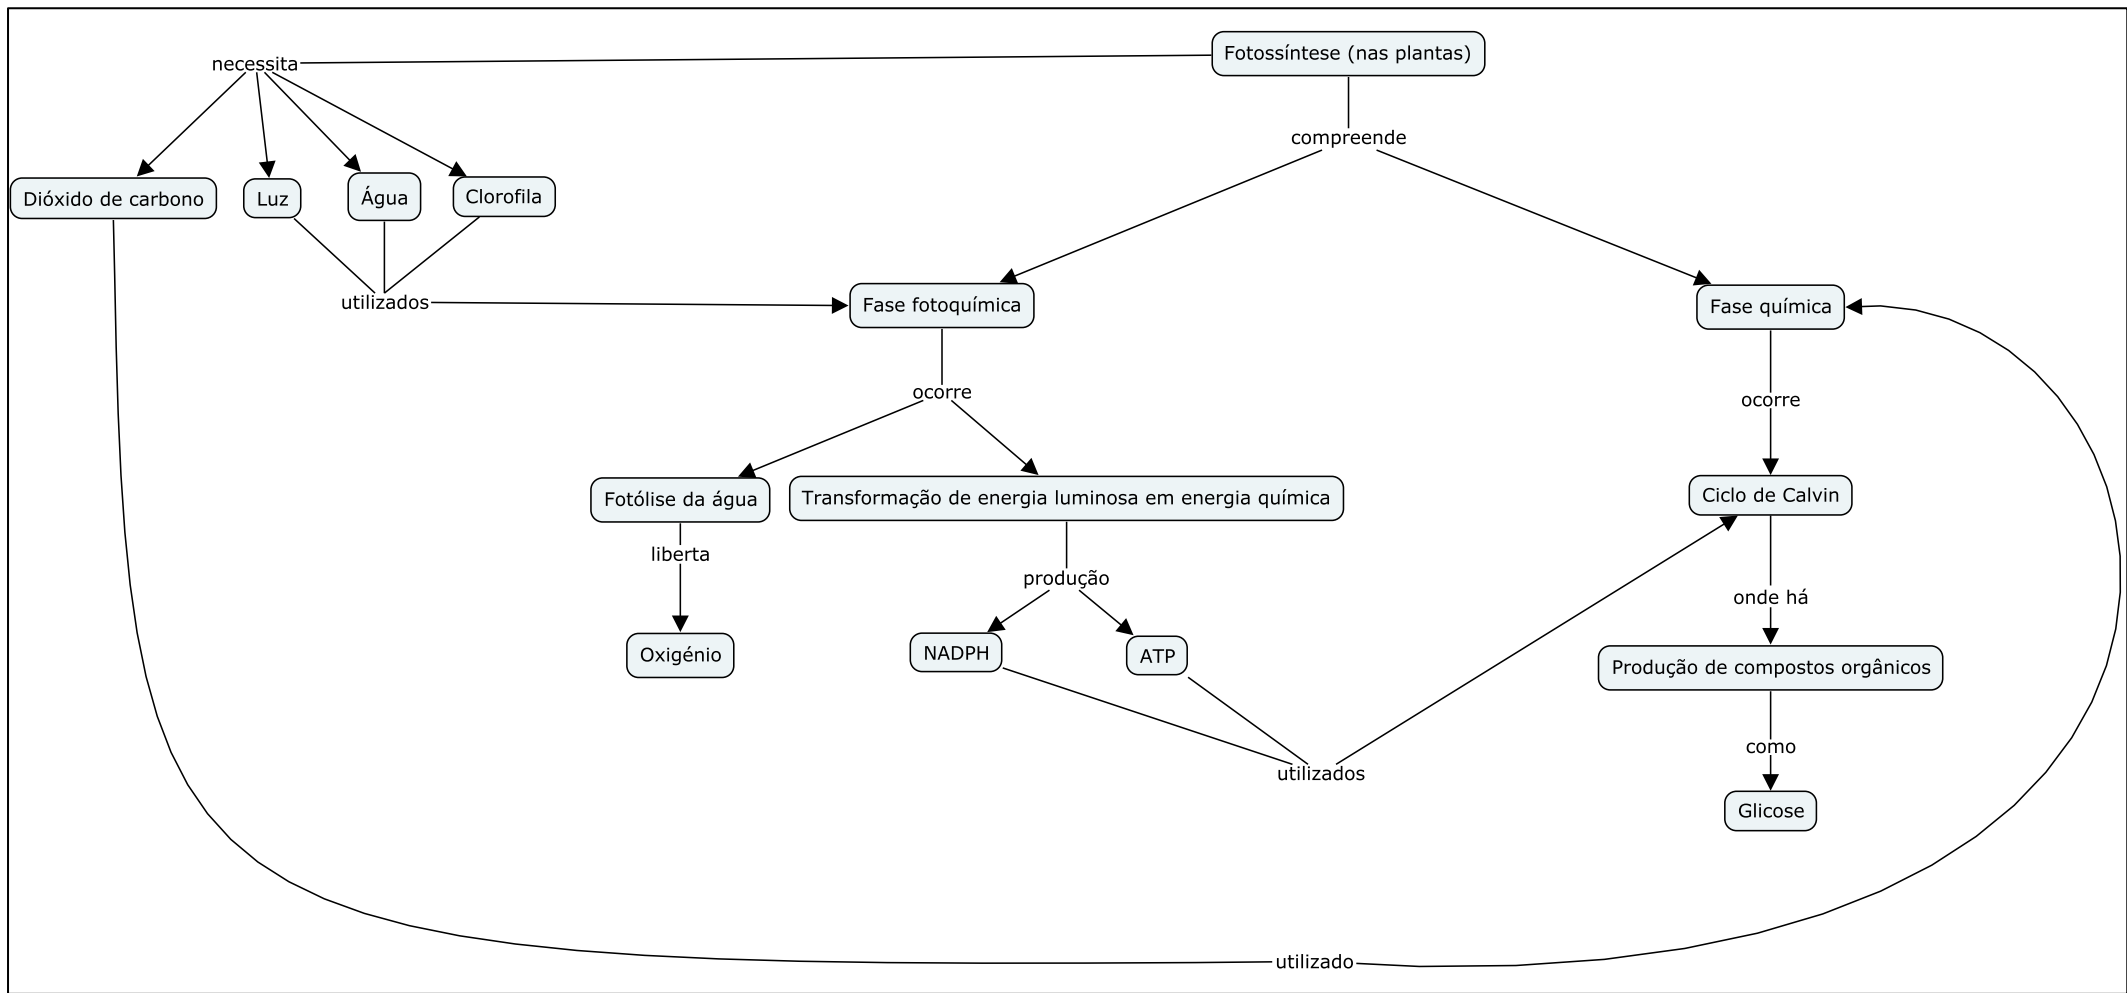 Fotossíntese (nas plantas)
necessita
compreende
Dióxido de carbono
Luz
Água
Clorofila
utilizados
Fase fotoquímica
Fase química
ocorre
ocorre
Fotólise da água
Transformação de energia luminosa em energia química
Ciclo de Calvin
liberta
produção
onde há
Oxigénio
NADPH
ATP
Produção de compostos orgânicos
como
utilizados
Glicose
utilizado